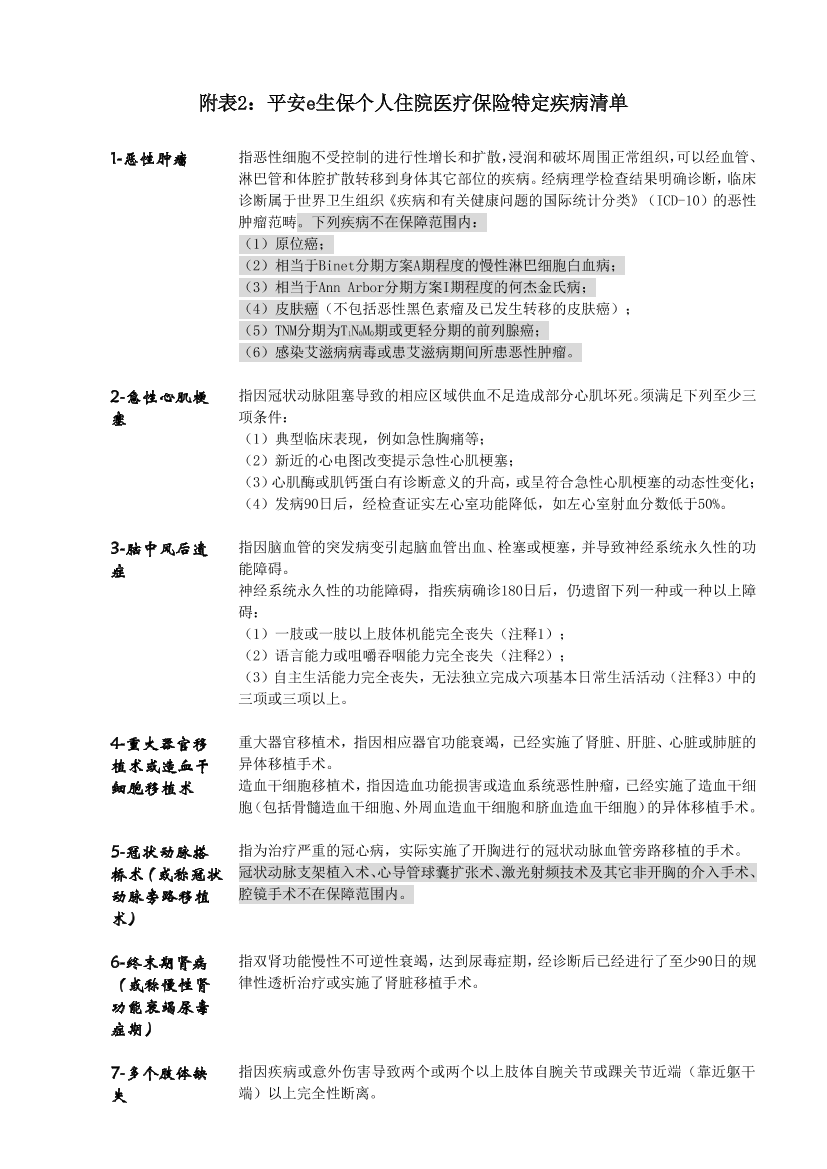 附表2：平安e生保个人住院医疗保险特定疾病清单
1-恶性肿瘤
指恶性细胞不受控制的进行性增长和扩散，浸润和破坏周围正常组织，可以经血管、
淋巴管和体腔扩散转移到身体其它部位的疾病。经病理学检查结果明确诊断，临床
诊断属于世界卫生组织《疾病和有关健康问题的国际统计分类》（ICD-10）的恶性
肿瘤范畴。下列疾病不在保障范围内：
（1）原位癌；
（2）相当于Binet分期方案A期程度的慢性淋巴细胞白血病；
（3）相当于Ann Arbor分期方案I期程度的何杰金氏病；
（4）皮肤癌（不包括恶性黑色素瘤及已发生转移的皮肤癌）；
（5）TNM分期为T₁N₀M₀期或更轻分期的前列腺癌；
（6）感染艾滋病病毒或患艾滋病期间所患恶性肿瘤。
2-急性心肌梗
塞
指因冠状动脉阻塞导致的相应区域供血不足造成部分心肌坏死。须满足下列至少三
项条件：
（1）典型临床表现，例如急性胸痛等；
（2）新近的心电图改变提示急性心肌梗塞；
（3）心肌酶或肌钙蛋白有诊断意义的升高，或呈符合急性心肌梗塞的动态性变化；
（4）发病90日后，经检查证实左心室功能降低，如左心室射血分数低于50%。
3-脑中风后遗
症
指因脑血管的突发病变引起脑血管出血、栓塞或梗塞，并导致神经系统永久性的功
能障碍。
神经系统永久性的功能障碍，指疾病确诊180日后，仍遗留下列一种或一种以上障
碍：
（1）一肢或一肢以上肢体机能完全丧失（注释1）；
（2）语言能力或咀嚼吞咽能力完全丧失（注释2）；
（3）自主生活能力完全丧失，无法独立完成六项基本日常生活活动（注释3）中的
三项或三项以上。
4-重大器官移
植术或造血干
细胞移植术
重大器官移植术，指因相应器官功能衰竭，已经实施了肾脏、肝脏、心脏或肺脏的
异体移植手术。
造血干细胞移植术，指因造血功能损害或造血系统恶性肿瘤，已经实施了造血干细
胞（包括骨髓造血干细胞、外周血造血干细胞和脐血造血干细胞）的异体移植手术。
5-冠状动脉搭
桥术（或称冠状
动脉旁路移植
术）
指为治疗严重的冠心病，实际实施了开胸进行的冠状动脉血管旁路移植的手术。
冠状动脉支架植入术、心导管球囊扩张术、激光射频技术及其它非开胸的介入手术、
腔镜手术不在保障范围内。
6-终末期肾病
（或称慢性肾
功能衰竭尿毒
症期）
指双肾功能慢性不可逆性衰竭，达到尿毒症期，经诊断后已经进行了至少90日的规
律性透析治疗或实施了肾脏移植手术。
7-多个肢体缺
失
指因疾病或意外伤害导致两个或两个以上肢体自腕关节或踝关节近端（靠近躯干
端）以上完全性断离。